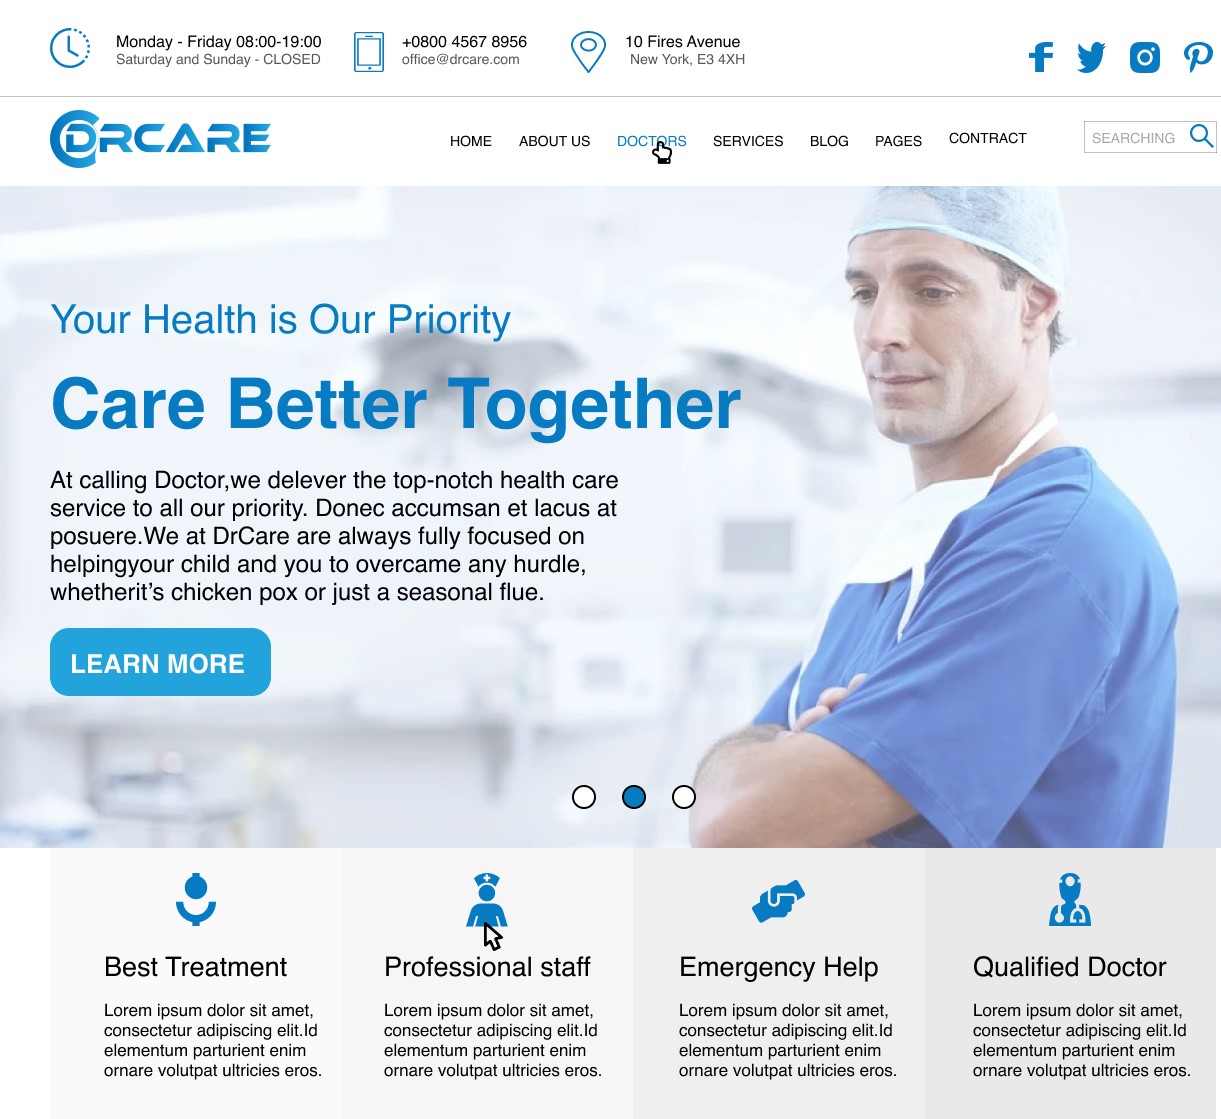 Monday - Friday 08:00-19:00
Saturday and Sunday - CLOSED
+0800 4567 8956
office@drcare.com
10 Fires Avenue
New York, E3 4XH
DRCARE
HOME ABOUT US DOCTORS SERVICES BLOG PAGES CONTRACT
SEARCHING
Your Health is Our Priority
Care Better Together
At calling Doctor,we delever the top-notch health care
service to all our priority. Donec accumsan et lacus at
posuere.We at DrCare are always fully focused on
helpingyour child and you to overcame any hurdle,
whetherit’s chicken pox or just a seasonal flue.
LEARN MORE
Best Treatment
Lorem ipsum dolor sit amet,
consectetur adipiscing elit.Id
elementum parturient enim
ornare volutpat ultricies eros.
Professional staff
Lorem ipsum dolor sit amet,
consectetur adipiscing elit.Id
elementum parturient enim
ornare volutpat ultricies eros.
Emergency Help
Lorem ipsum dolor sit amet,
consectetur adipiscing elit.Id
elementum parturient enim
ornare volutpat ultricies eros.
Qualified Doctor
Lorem ipsum dolor sit amet,
consectetur adipiscing elit.Id
elementum parturient enim
ornare volutpat ultricies eros.